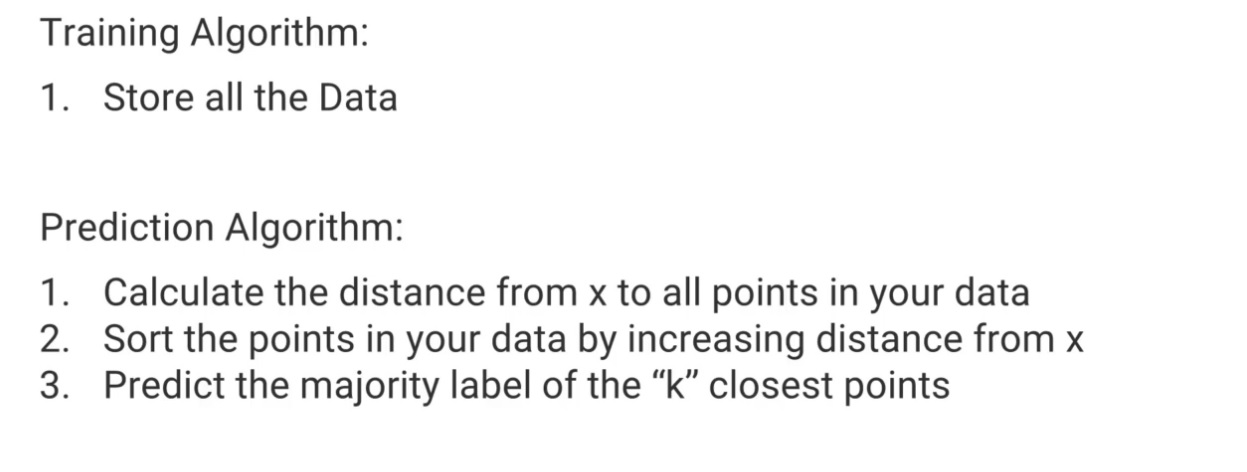 Training Algorithm:
1. Store all the Data
Prediction Algorithm:
1. Calculate the distance from x to all points in your data
2. Sort the points in your data by increasing distance from x
3. Predict the majority label of the “k” closest points